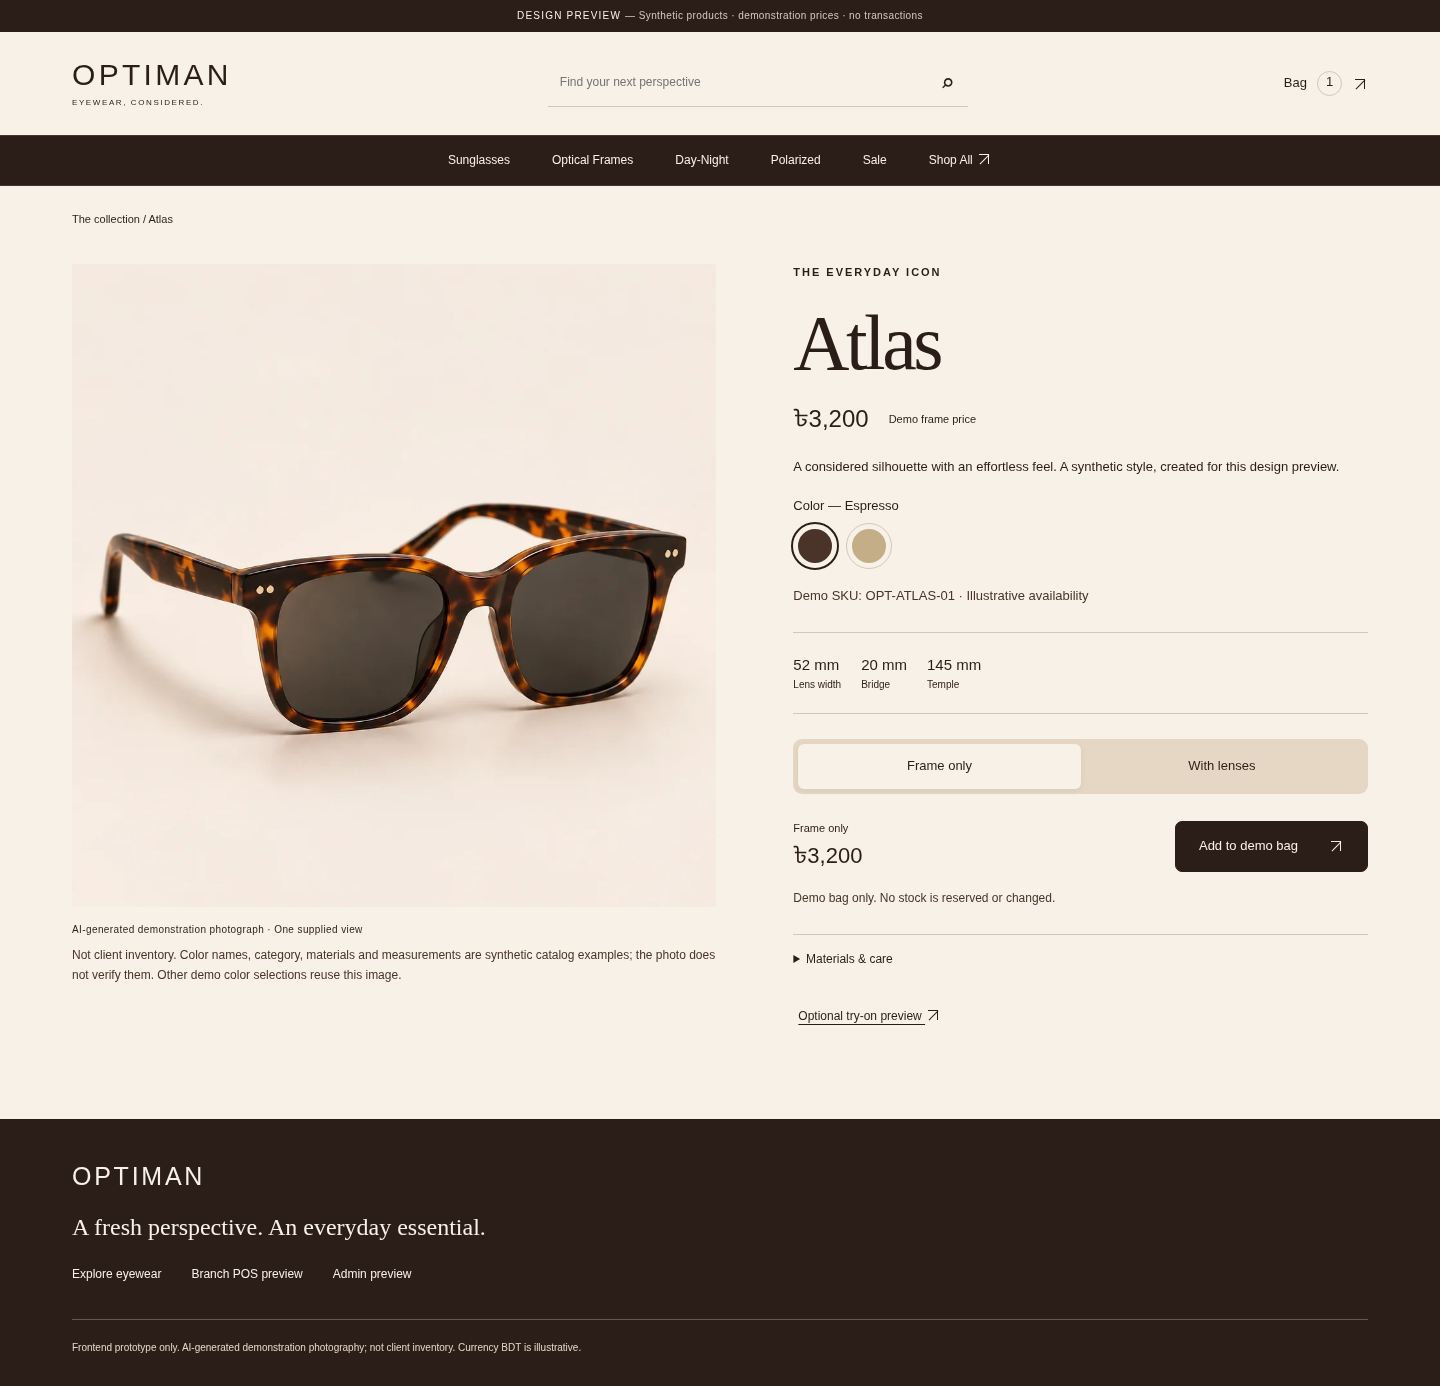 DESIGN PREVIEW — Synthetic products · demonstration prices · no transactions
OPTIMAN
EYEWEAR, CONSIDERED.
Find your next perspective
Bag 1
Sunglasses Optical Frames Day-Night Polarized Sale Shop All
The collection / Atlas
THE EVERYDAY ICON
Atlas
৳3,200 Demo frame price
A considered silhouette with an effortless feel. A synthetic style, created for this design preview.
Color — Espresso
Demo SKU: OPT-ATLAS-01 · Illustrative availability
52 mm 20 mm 145 mm
Lens width Bridge Temple
Frame only With lenses
Frame only
৳3,200
Add to demo bag
Demo bag only. No stock is reserved or changed.
AI-generated demonstration photograph · One supplied view
Not client inventory. Color names, category, materials and measurements are synthetic catalog examples; the photo does
not verify them. Other demo color selections reuse this image.
Materials & care
Optional try-on preview
OPTIMAN
A fresh perspective. An everyday essential.
Explore eyewear Branch POS preview Admin preview
Frontend prototype only. AI-generated demonstration photography; not client inventory. Currency BDT is illustrative.